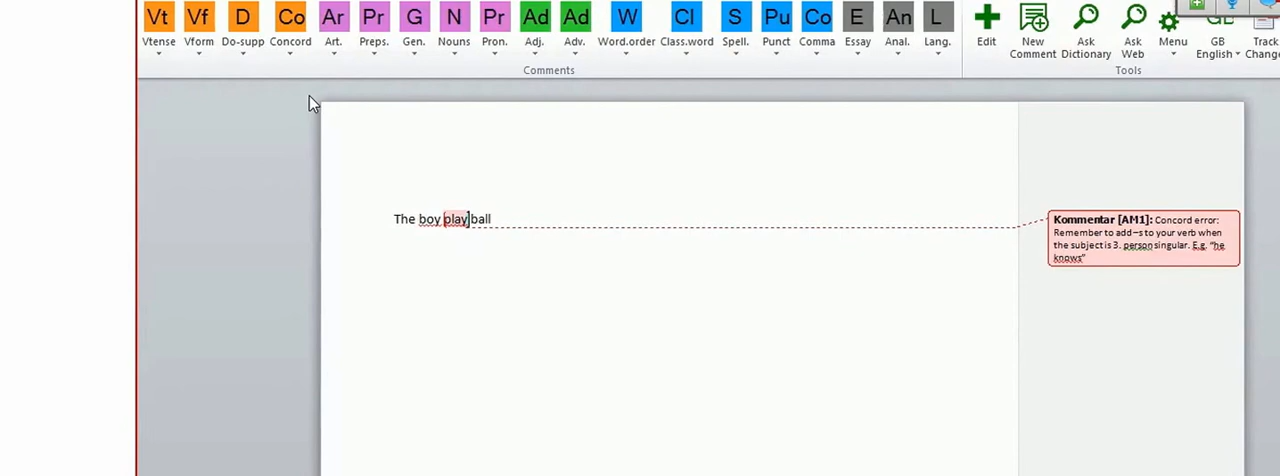 Vt Vf D Co Ar Pr G N Pr Ad Ad W Cl S Pu Co E An L
Vtense Vform Do-supp Concord Art. Preps. Gen. Nouns Pron. Adj. Adv. Word.order Class.word Spell. Punct Comma Essay Anal. Lang. Edit New Comment Ask Dictionary Ask Web Menu GB English Track
Comments Tools
The boy play ball
Kommentar [AM1]: Concord error:
Remember to add –s to your verb when
the subject is 3. person singular. E.g. "he
knows"